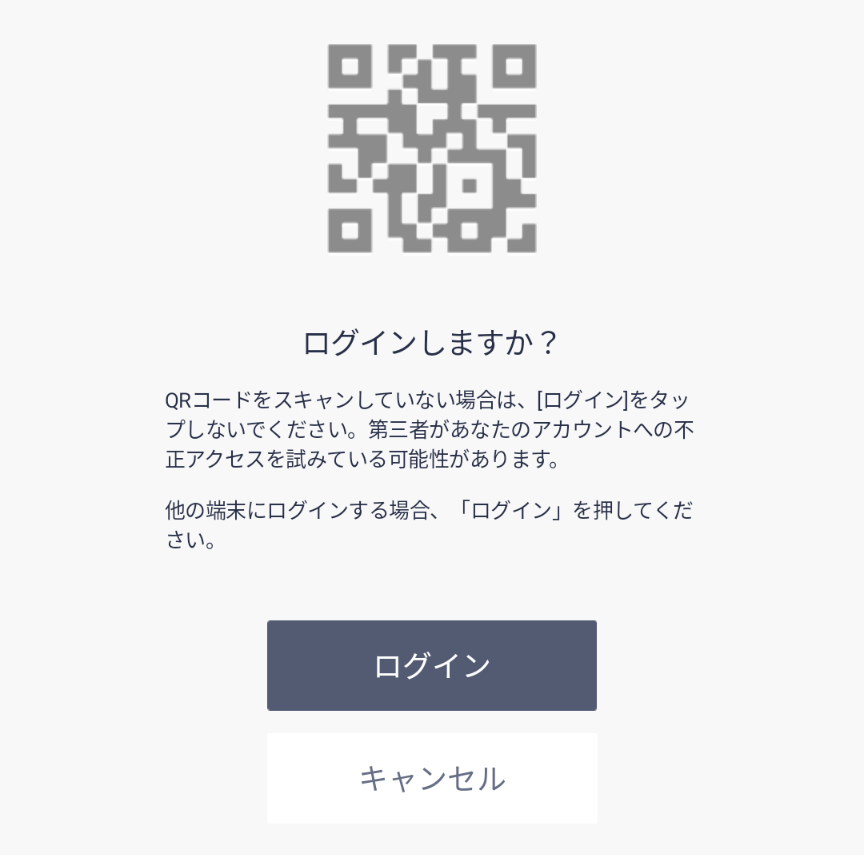 ログインしますか？
QRコードをスキャンしていない場合は、[ログイン]をタッ
プしないでください。第三者があなたのアカウントへの不
正アクセスを試みている可能性があります。
他の端末にログインする場合、「ログイン」を押してくだ
さい。
ログイン
キャンセル